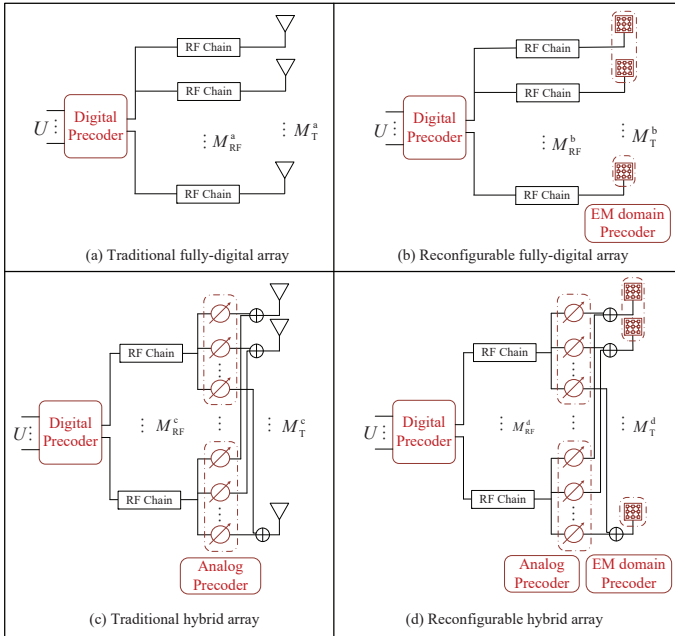 RF Chain
RF Chain
Digital
Precoder
U ⋮
⋮ M_RF^a
⋮ M_T^a
RF Chain
(a) Traditional fully-digital array
RF Chain
RF Chain
Digital
Precoder
U ⋮
⋮ M_RF^b
⋮ M_T^b
RF Chain
EM domain
Precoder
(b) Reconfigurable fully-digital array
RF Chain
Digital
Precoder
U ⋮
⋮ M_RF^c
⋮ M_T^c
RF Chain
Analog
Precoder
(c) Traditional hybrid array
RF Chain
Digital
Precoder
U ⋮
⋮ M_RF^d
⋮ M_T^d
RF Chain
Analog
Precoder
EM domain
Precoder
(d) Reconfigurable hybrid array